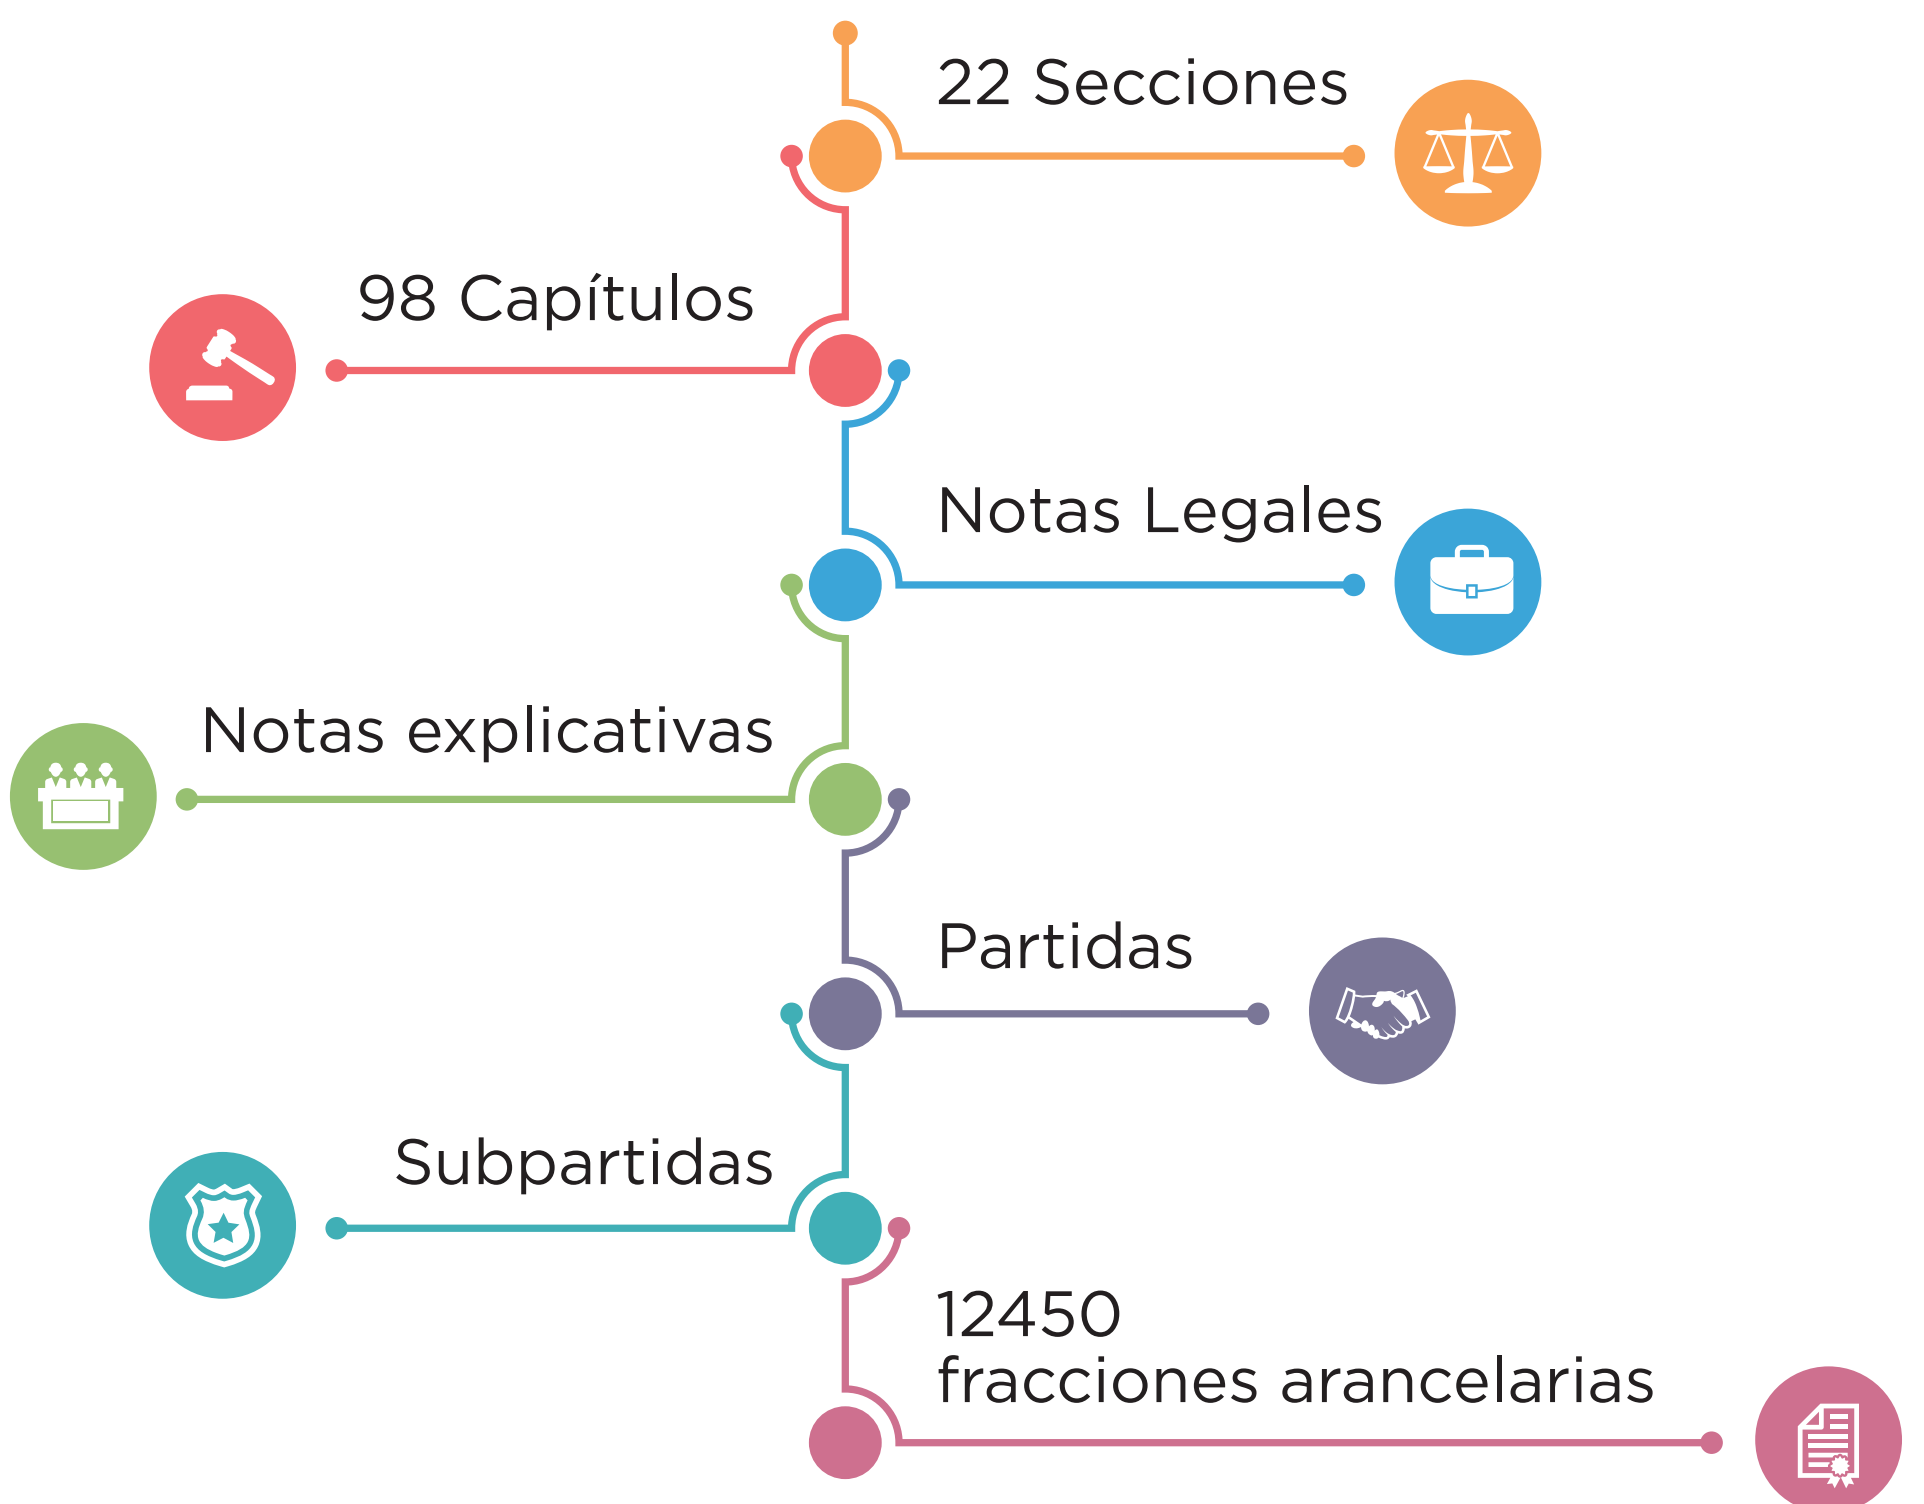 22 Secciones
98 Capítulos
Notas Legales
Notas explicativas
Partidas
Subpartidas
12450
fracciones arancelarias